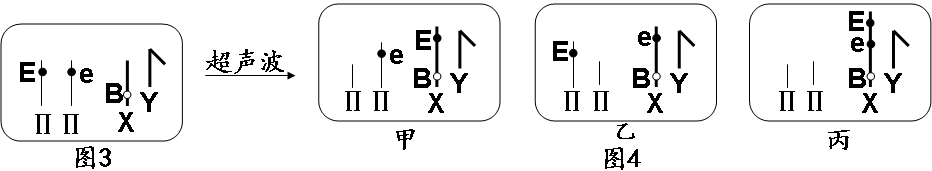 E e B X Y
II II
图3
超声波
e E B X Y
II II
甲
E e B X Y
II II
乙
图4
E
e
B X Y
II II
丙